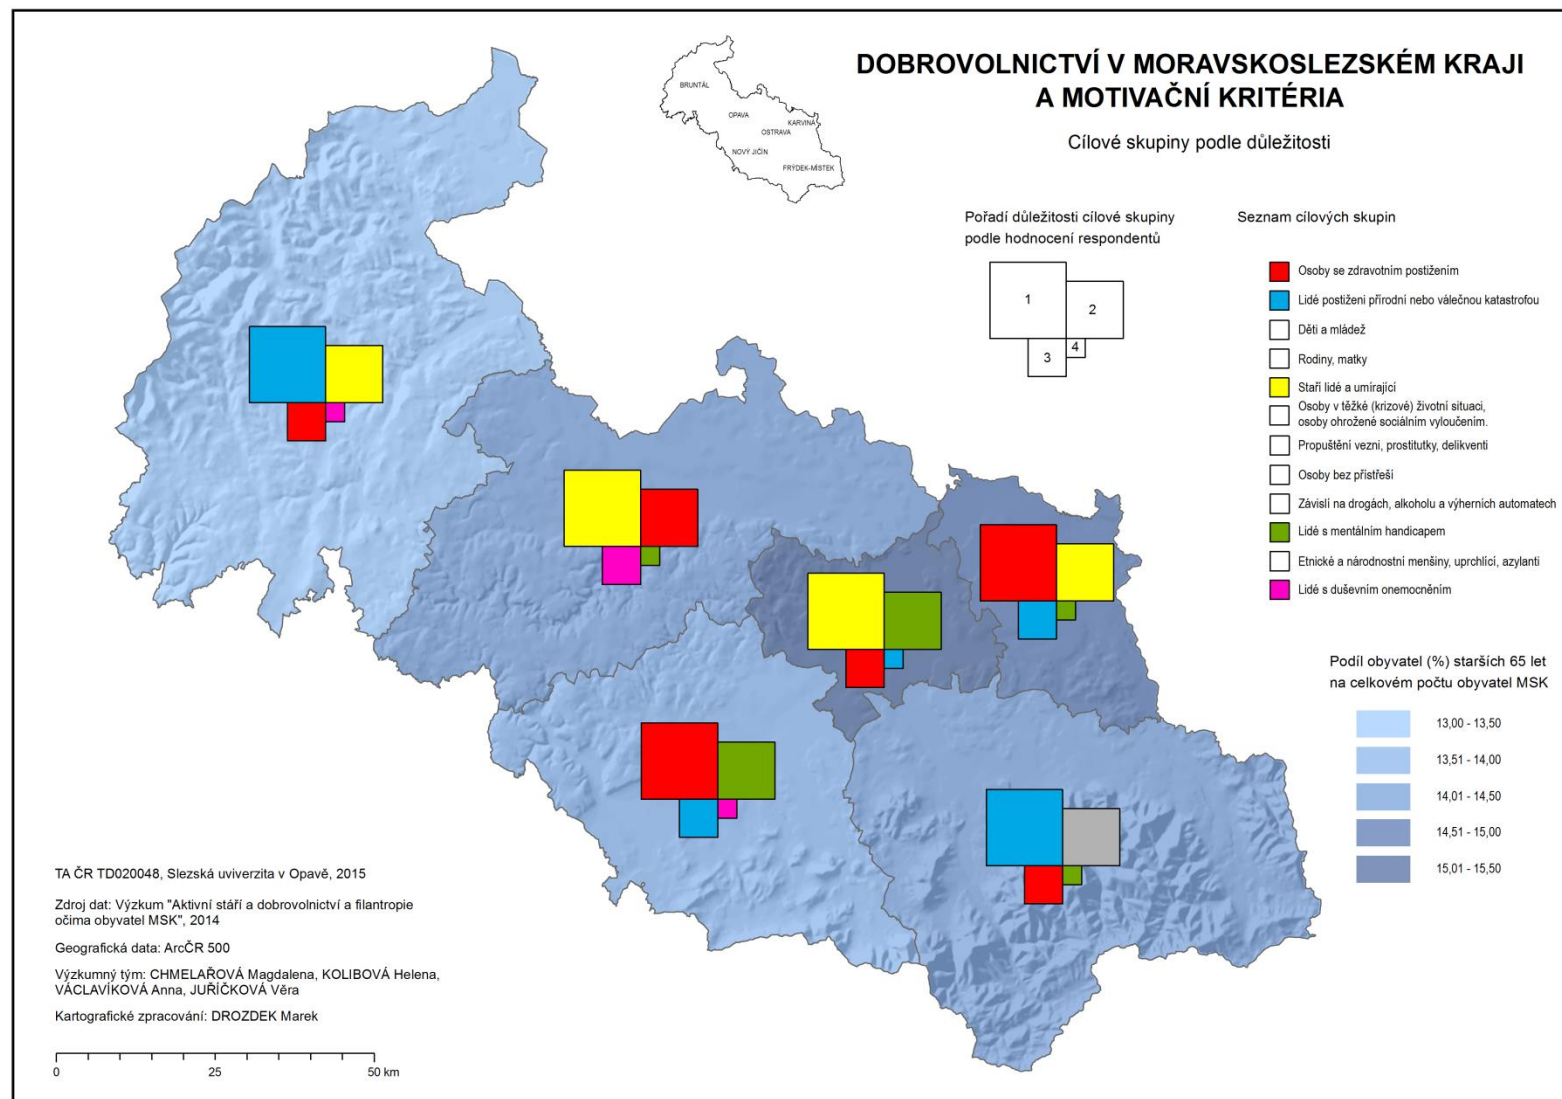 DOBROVOLNICTVÍ V MORAVSKOSLEZSKÉM KRAJI
A MOTIVAČNÍ KRITÉRIA
Cílové skupiny podle důležitosti
BRUNTÁL
OPAVA
KARVINÁ
OSTRAVA
NOVÝ JIČÍN
FRÝDEK-MÍSTEK
Pořadí důležitosti cílové skupiny
podle hodnocení respondentů
1
2
3
4
Seznam cílových skupin
Osoby se zdravotním postižením
Lidé postiženi přírodní nebo válečnou katastrofou
Děti a mládež
Rodiny, matky
Staří lidé a umírající
Osoby v těžké (krizové) životní situaci,
osoby ohrožené sociálním vyloučením.
Propuštění vezni, prostitutky, delikventi
Osoby bez přístřeší
Závislí na drogách, alkoholu a výherních automatech
Lidé s mentálním handicapem
Etnické a národnostní menšiny, uprchlící, azylanti
Lidé s duševním onemocněním
Podíl obyvatel (%) starších 65 let
na celkovém počtu obyvatel MSK
13,00 - 13,50
13,51 - 14,00
14,01 - 14,50
14,51 - 15,00
15,01 - 15,50
TA ČR TD020048, Slezská uviverzita v Opavě, 2015
Zdroj dat: Výzkum "Aktivní stáří a dobrovolnictví a filantropie
očima obyvatel MSK", 2014
Geografická data: ArcČR 500
Výzkumný tým: CHMELAŘOVÁ Magdalena, KOLIBOVÁ Helena,
VÁCLAVÍKOVÁ Anna, JUŘÍČKOVÁ Věra
Kartografické zpracování: DROZDEK Marek
0 25 50 km